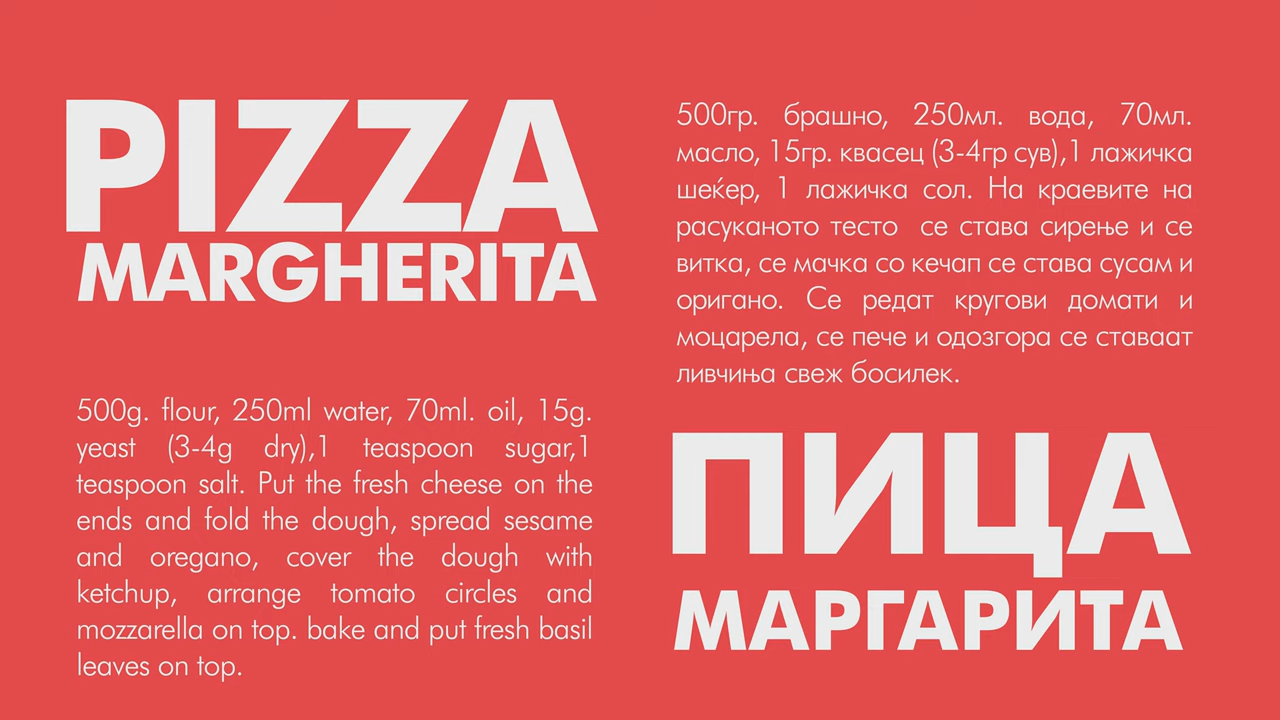 PIZZA
MARGHERITA
500g. flour, 250ml water, 70ml. oil, 15g.
yeast (3-4g dry),1 teaspoon sugar,1
teaspoon salt. Put the fresh cheese on the
ends and fold the dough, spread sesame
and oregano, cover the dough with
ketchup, arrange tomato circles and
mozzarella on top. bake and put fresh basil
leaves on top.
500гр. брашно, 250мл. вода, 70мл.
масло, 15гр. квасец (3-4гр сув),1 лажичка
шеќер, 1 лажичка сол. На краевите на
расуканото тесто се става сирење и се
витка, се мачка со кечап се става сусам и
оригано. Се редат кругови домати и
моцарела, се пече и одозгора се ставаат
ливчиња свеж босилек.
ПИЦА
МАРГАРИТА